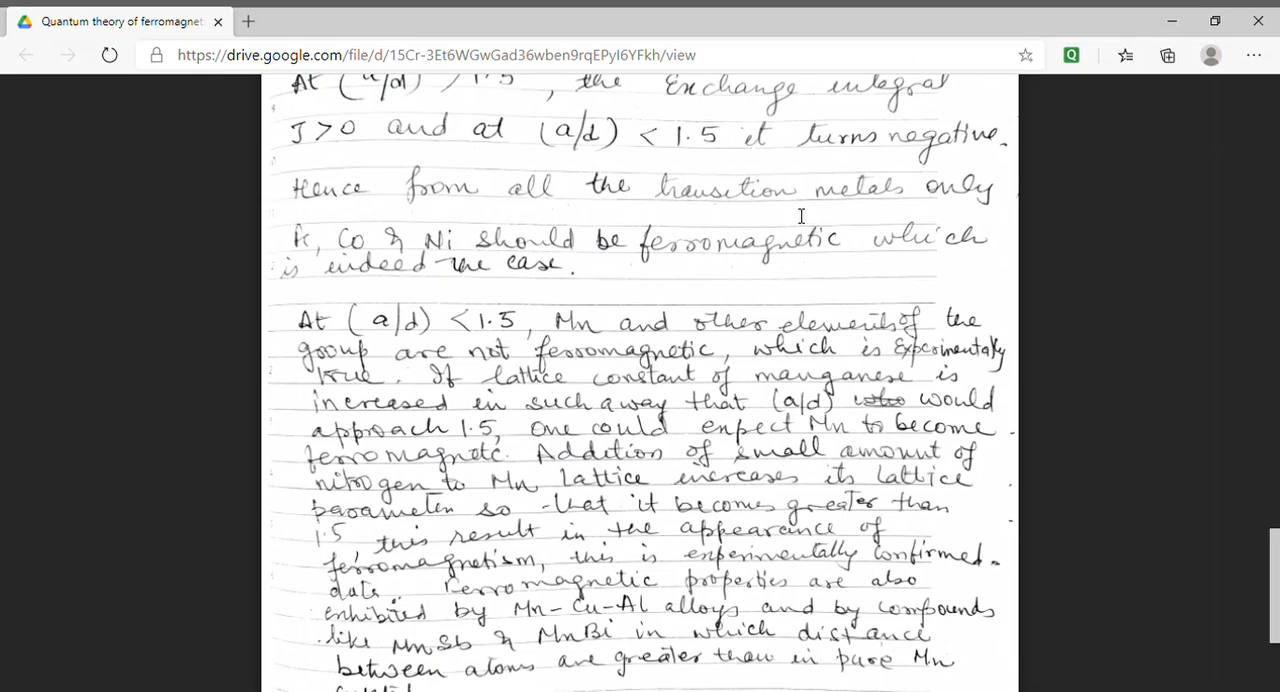 Quantum theory of ferromagnet
https://drive.google.com/file/d/15Cr-3Et6WGwGad36wben9rqEPyI6YFkh/view
At (a/d) > 1.5, the Exchange integral
J > 0 and at (a/d) < 1.5 it turns negative.
Hence from all the transition metals only
Fe, Co & Ni should be ferromagnetic which
is indeed the case.
At (a/d) < 1.5, Mn and other elements of the
group are not ferromagnetic, which is Experimentally
true. If lattice constant of manganese is
increased in such a way that (a/d) would
approach 1.5, one could expect Mn to become
ferromagnetc. Addition of small amount of
nitrogen to Mn lattice increases its lattice
parameter so that it becomes greater than
1.5, this result in the appearance of
ferromagnetism, this is experimentally confirmed.
data. Ferromagnetic properties are also
exhibited by Mn-Cu-Al alloys and by compounds
like MnSb & MnBi in which distance
between atoms are greater than in pure Mn